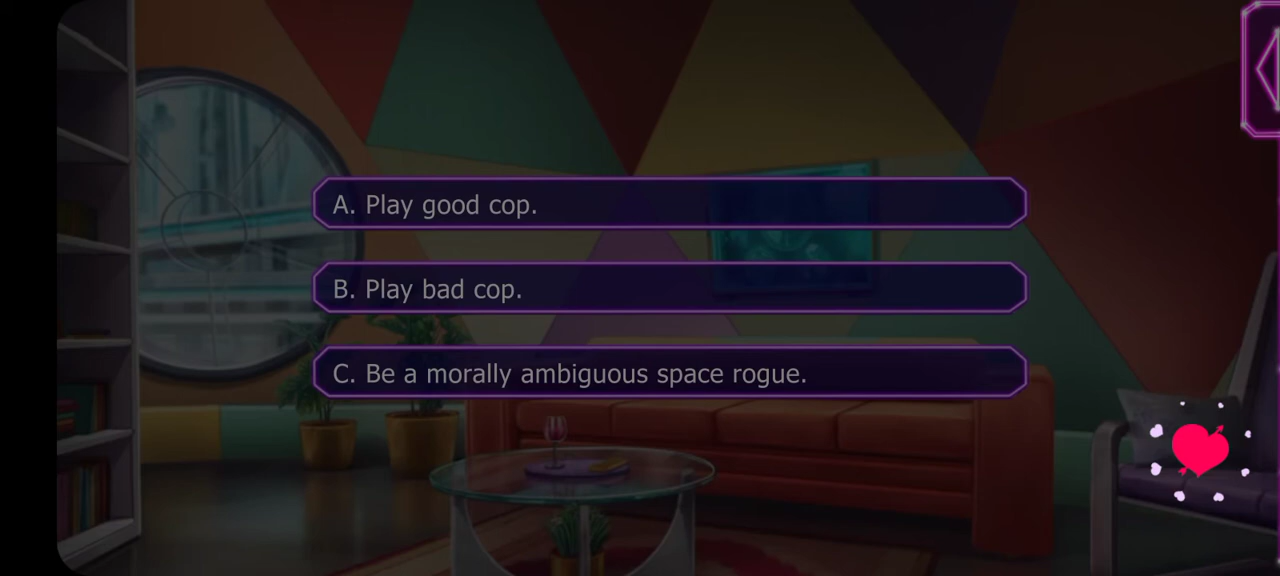 A. Play good cop.
B. Play bad cop.
C. Be a morally ambiguous space rogue.